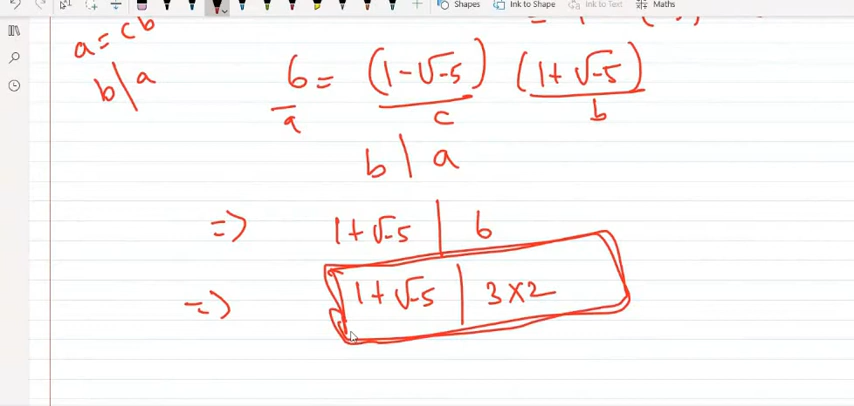 Shapes Ink to Shape Ink to Text Maths
a = cb
b | a
6 = (1 - √-5) (1 + √-5)
a c b
b | a
=> 1 + √-5 | 6
=> 1 + √-5 | 3 × 2